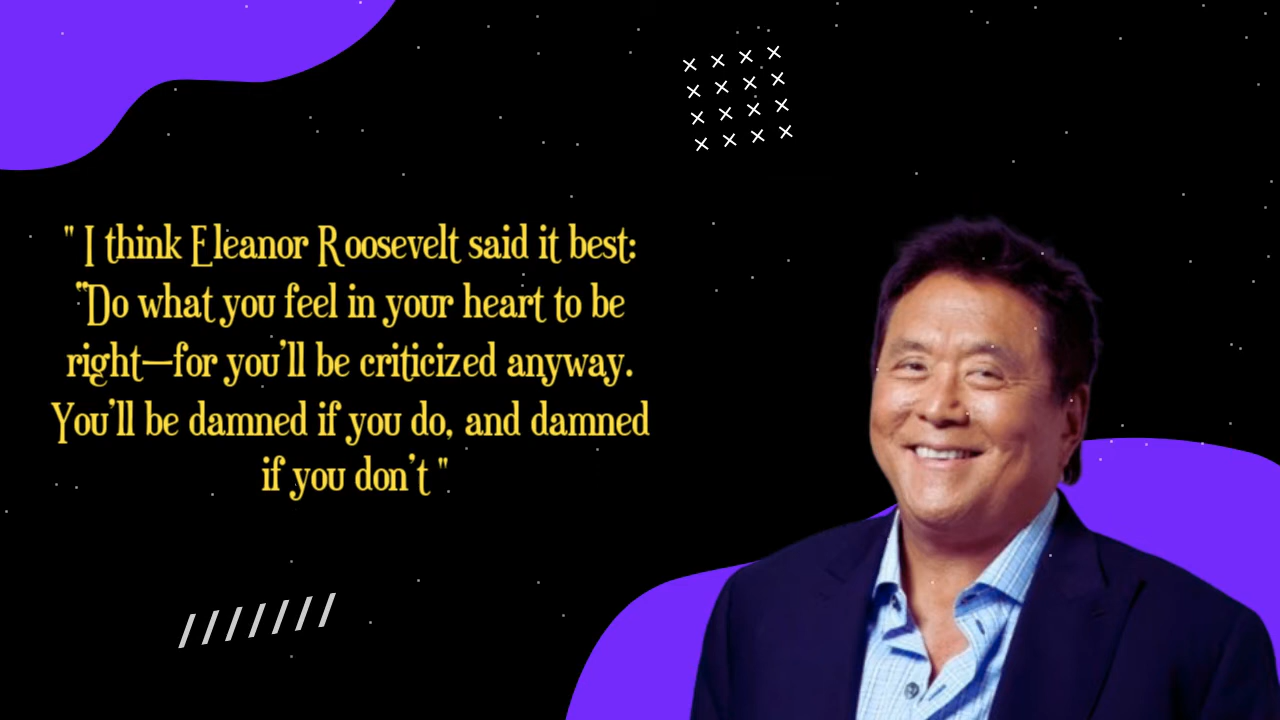 " I think Eleanor Roosevelt said it best:
“Do what you feel in your heart to be
right—for you’ll be criticized anyway.
You’ll be damned if you do, and damned
if you don’t "